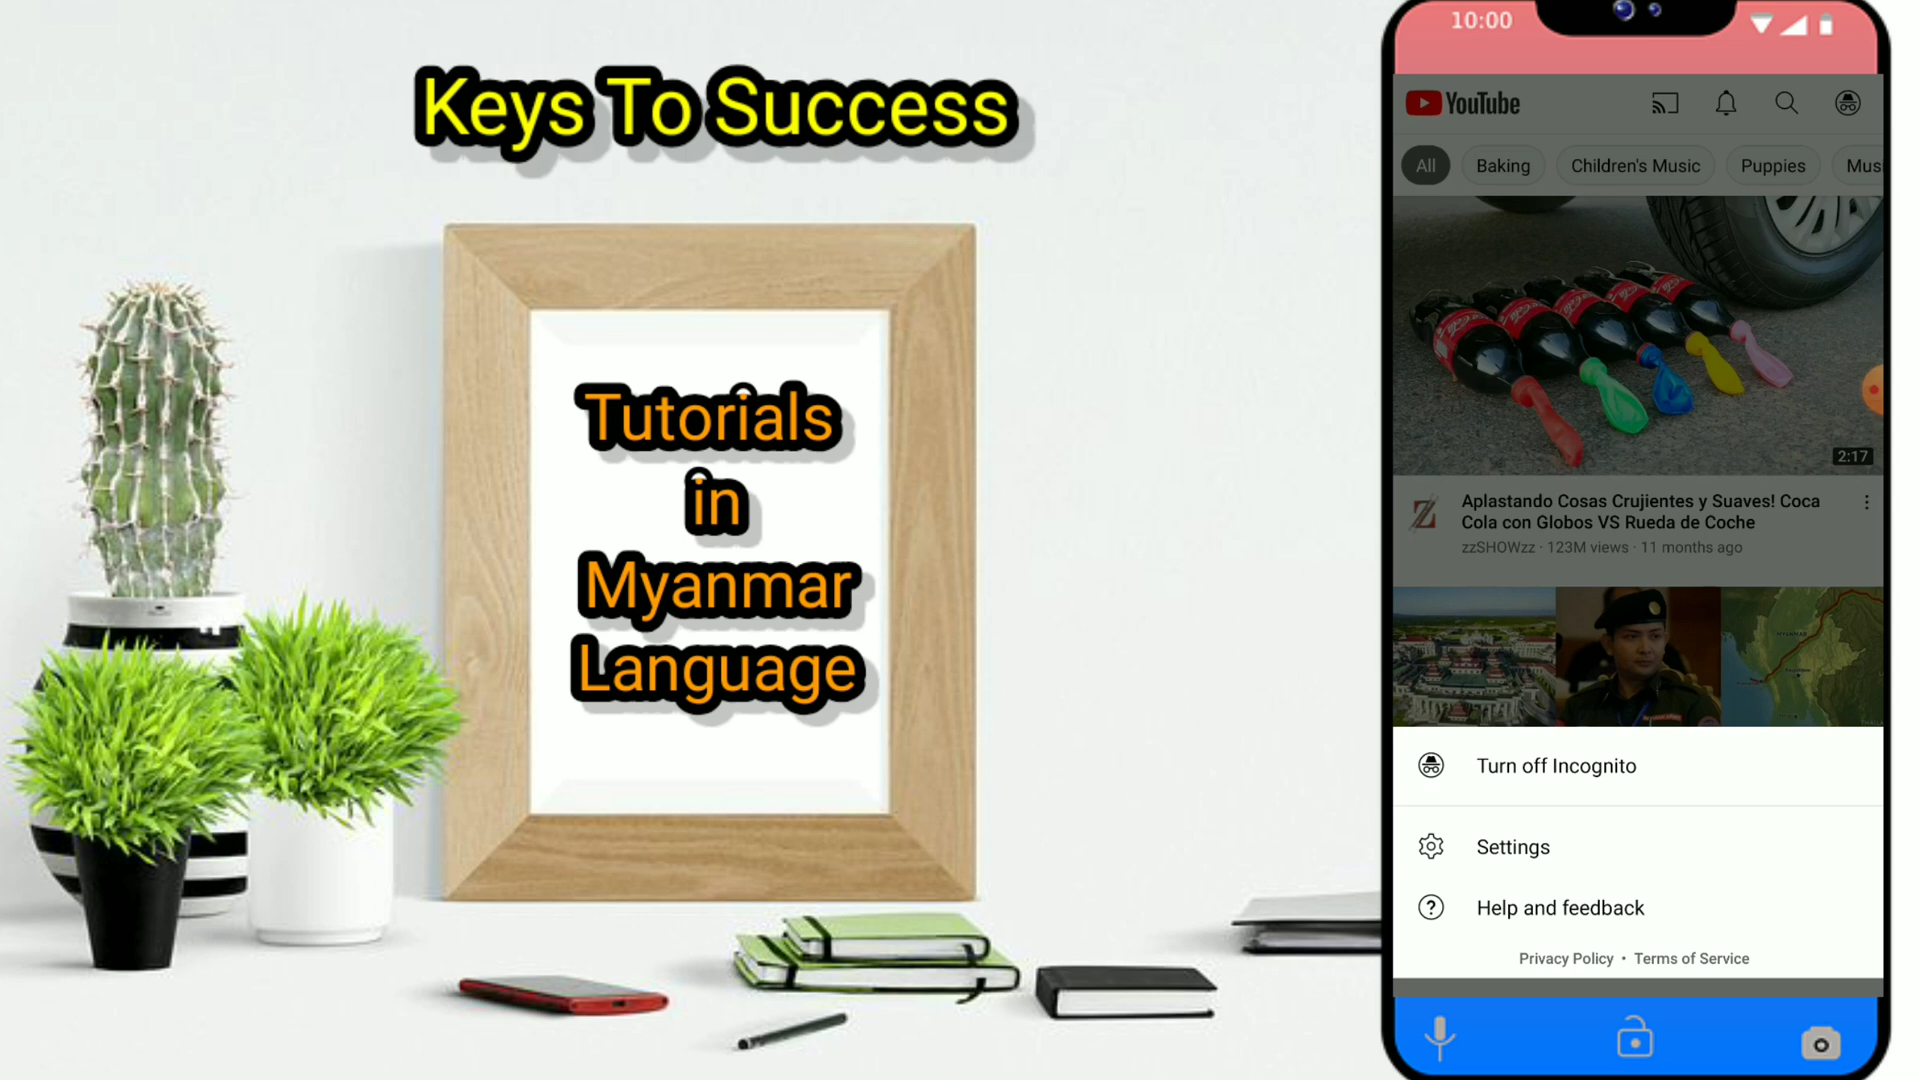 Keys To Success
Tutorials
in
Myanmar
Language
10:00
YouTube
All
Baking
Children's Music
Puppies
Mus
2:17
Aplastando Cosas Crujientes y Suaves! Coca
Cola con Globos VS Rueda de Coche
zzSHOWzz · 123M views · 11 months ago
Turn off Incognito
Settings
Help and feedback
Privacy Policy • Terms of Service